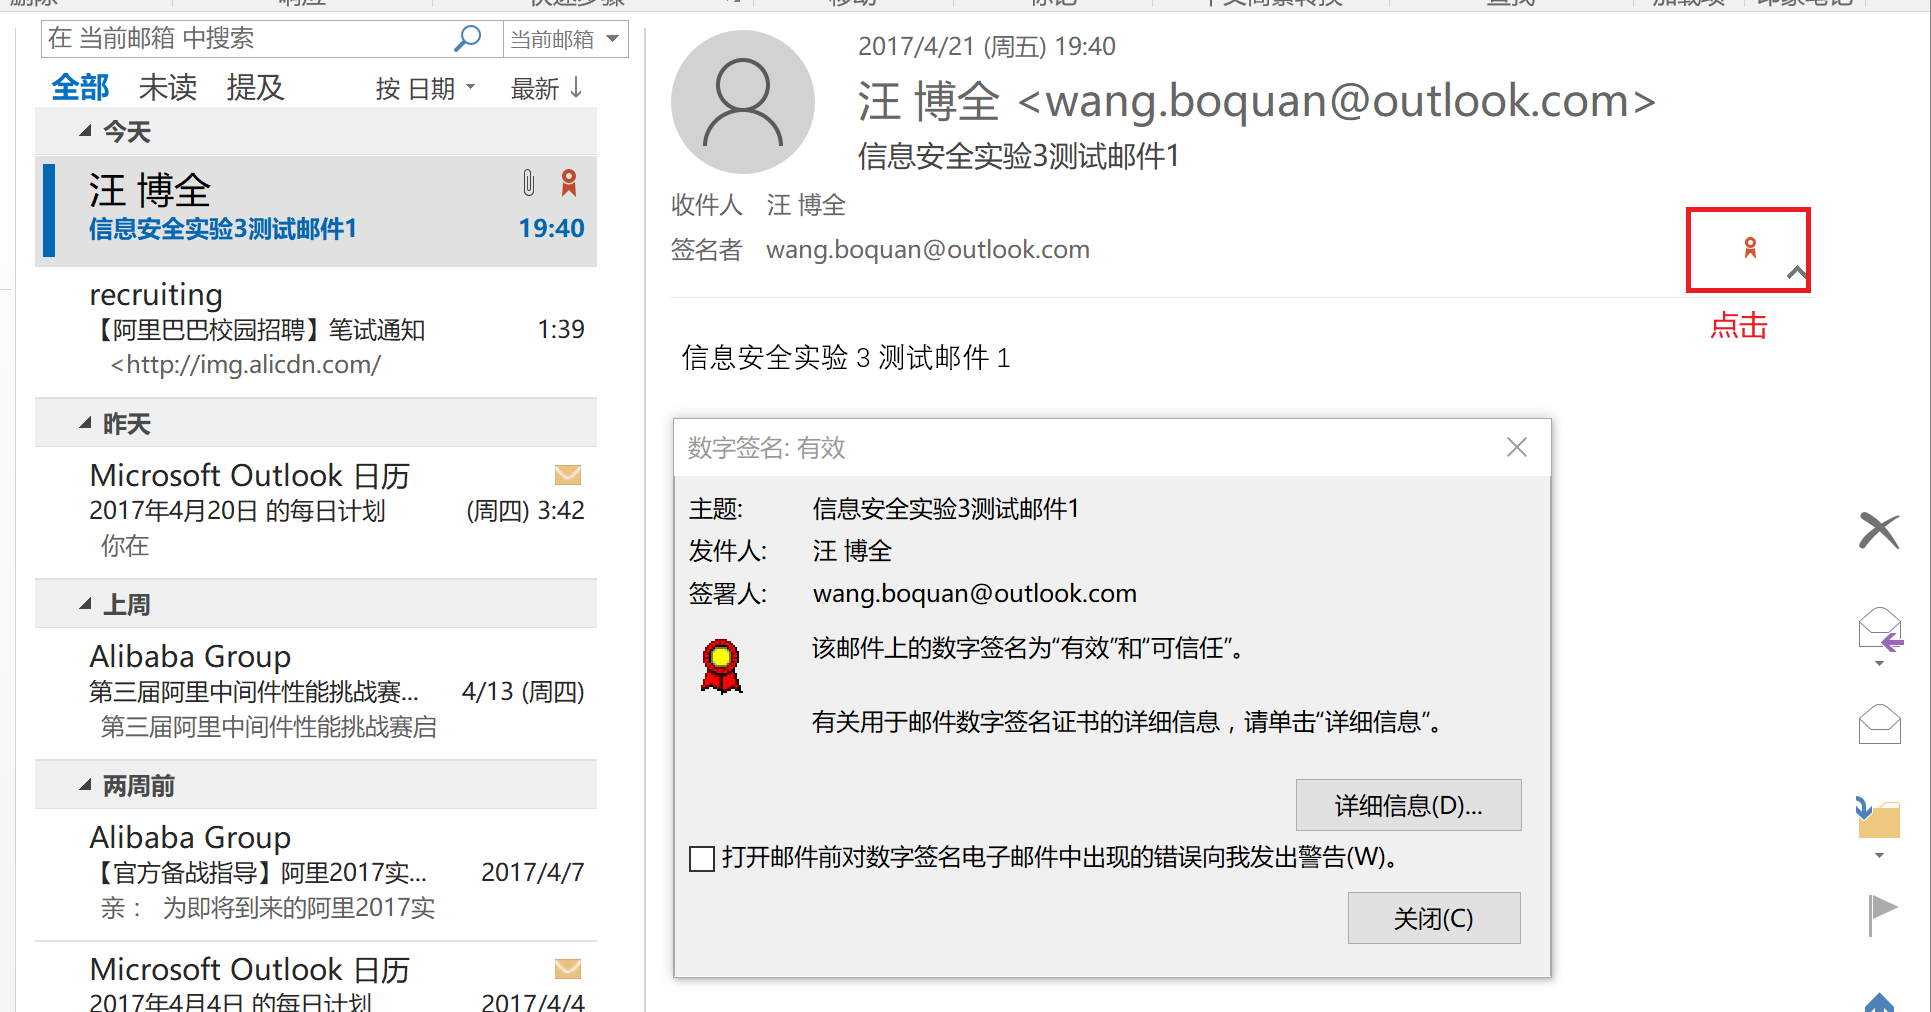 在 当前邮箱 中搜索
当前邮箱
全部 未读 提及 按 日期 最新 ↓
今天
汪 博全
信息安全实验3测试邮件1 19:40
recruiting
【阿里巴巴校园招聘】笔试通知 1:39
<http://img.alicdn.com/
昨天
Microsoft Outlook 日历
2017年4月20日 的每日计划 (周四) 3:42
你在
上周
Alibaba Group
第三届阿里中间件性能挑战赛... 4/13 (周四)
第三届阿里中间件性能挑战赛启
两周前
Alibaba Group
【官方备战指导】阿里2017实... 2017/4/7
亲： 为即将到来的阿里2017实
Microsoft Outlook 日历
2017年4月4日 的每日计划 2017/4/4
2017/4/21 (周五) 19:40
汪 博全 <wang.boquan@outlook.com>
信息安全实验3测试邮件1
收件人 汪 博全
签名者 wang.boquan@outlook.com
点击
信息安全实验 3 测试邮件 1
数字签名: 有效
主题: 信息安全实验3测试邮件1
发件人: 汪 博全
签署人: wang.boquan@outlook.com
该邮件上的数字签名为“有效”和“可信任”。
有关用于邮件数字签名证书的详细信息，请单击“详细信息”。
详细信息(D)...
打开邮件前对数字签名电子邮件中出现的错误向我发出警告(W)。
关闭(C)